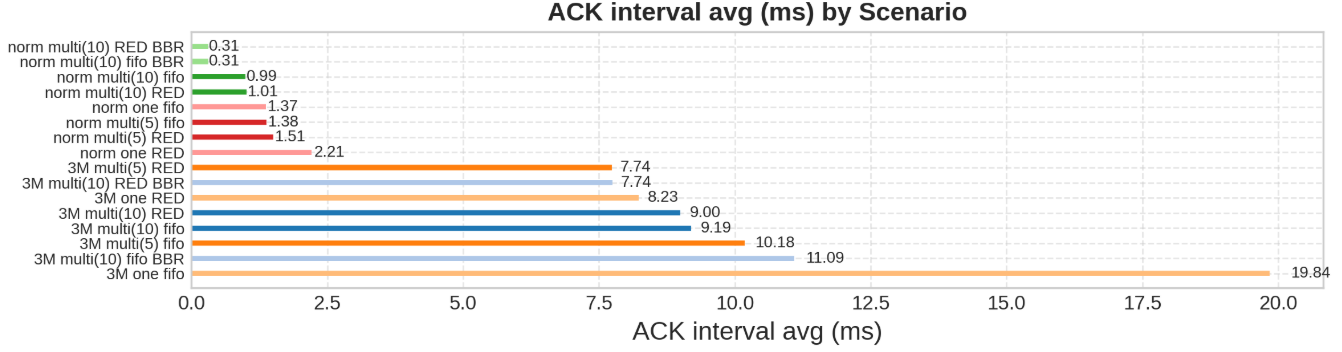 ACK interval avg (ms) by Scenario
norm multi(10) RED BBR 0.31
norm multi(10) fifo BBR 0.31
norm multi(10) fifo 0.99
norm multi(10) RED 1.01
norm one fifo 1.37
norm multi(5) fifo 1.38
norm multi(5) RED 1.51
norm one RED 2.21
3M multi(5) RED 7.74
3M multi(10) RED BBR 7.74
3M one RED 8.23
3M multi(10) RED 9.00
3M multi(10) fifo 9.19
3M multi(5) fifo 10.18
3M multi(10) fifo BBR 11.09
3M one fifo 19.84
0.0 2.5 5.0 7.5 10.0 12.5 15.0 17.5 20.0
ACK interval avg (ms)